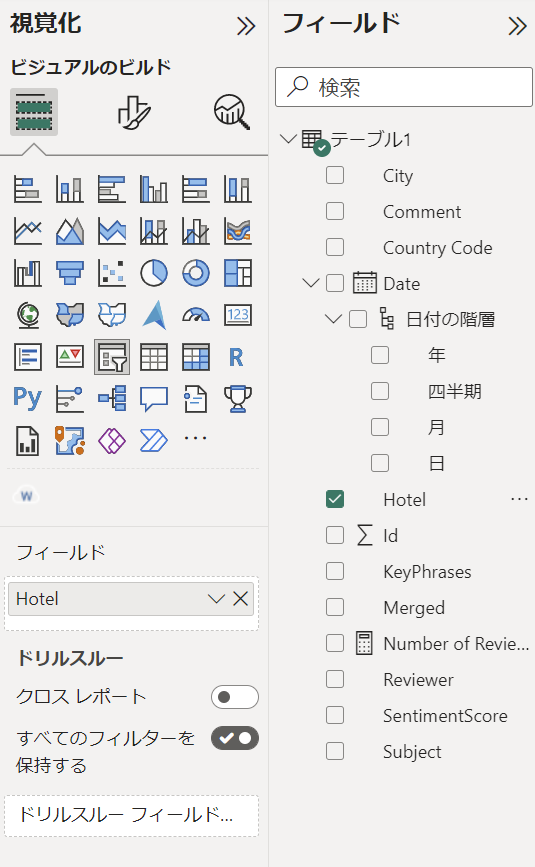 視覚化
ビジュアルのビルド
123
R
Py
W
フィールド
Hotel
ドリルスルー
クロス レポート
すべてのフィルターを
保持する
ドリルスルー フィールド...
フィールド
検索
テーブル1
City
Comment
Country Code
Date
日付の階層
年
四半期
月
日
Hotel
Id
KeyPhrases
Merged
Number of Revie...
Reviewer
SentimentScore
Subject